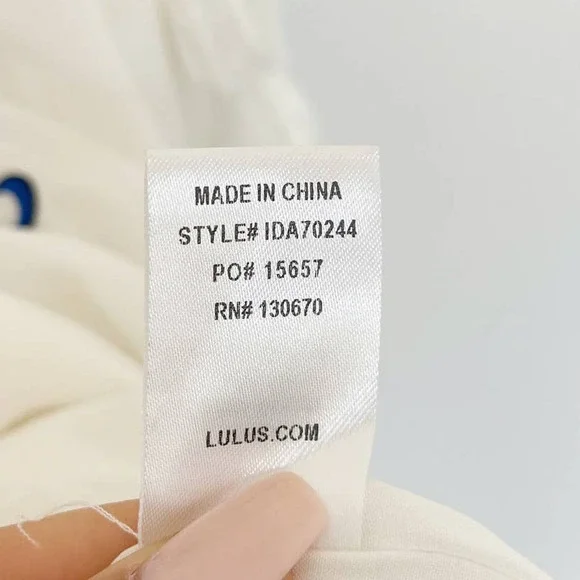 MADE IN CHINA
STYLE# IDA70244
PO# 15657
RN# 130670
LULUS.COM